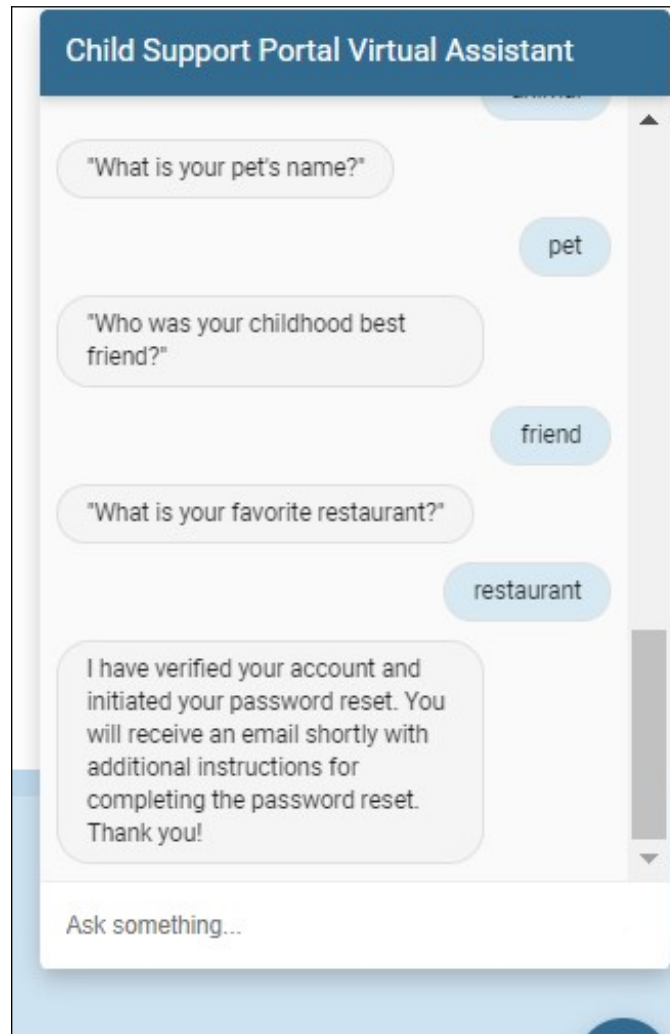 Child Support Portal Virtual Assistant
"What is your pet's name?"
pet
"Who was your childhood best
friend?"
friend
"What is your favorite restaurant?"
restaurant
I have verified your account and
initiated your password reset. You
will receive an email shortly with
additional instructions for
completing the password reset.
Thank you!
Ask something...